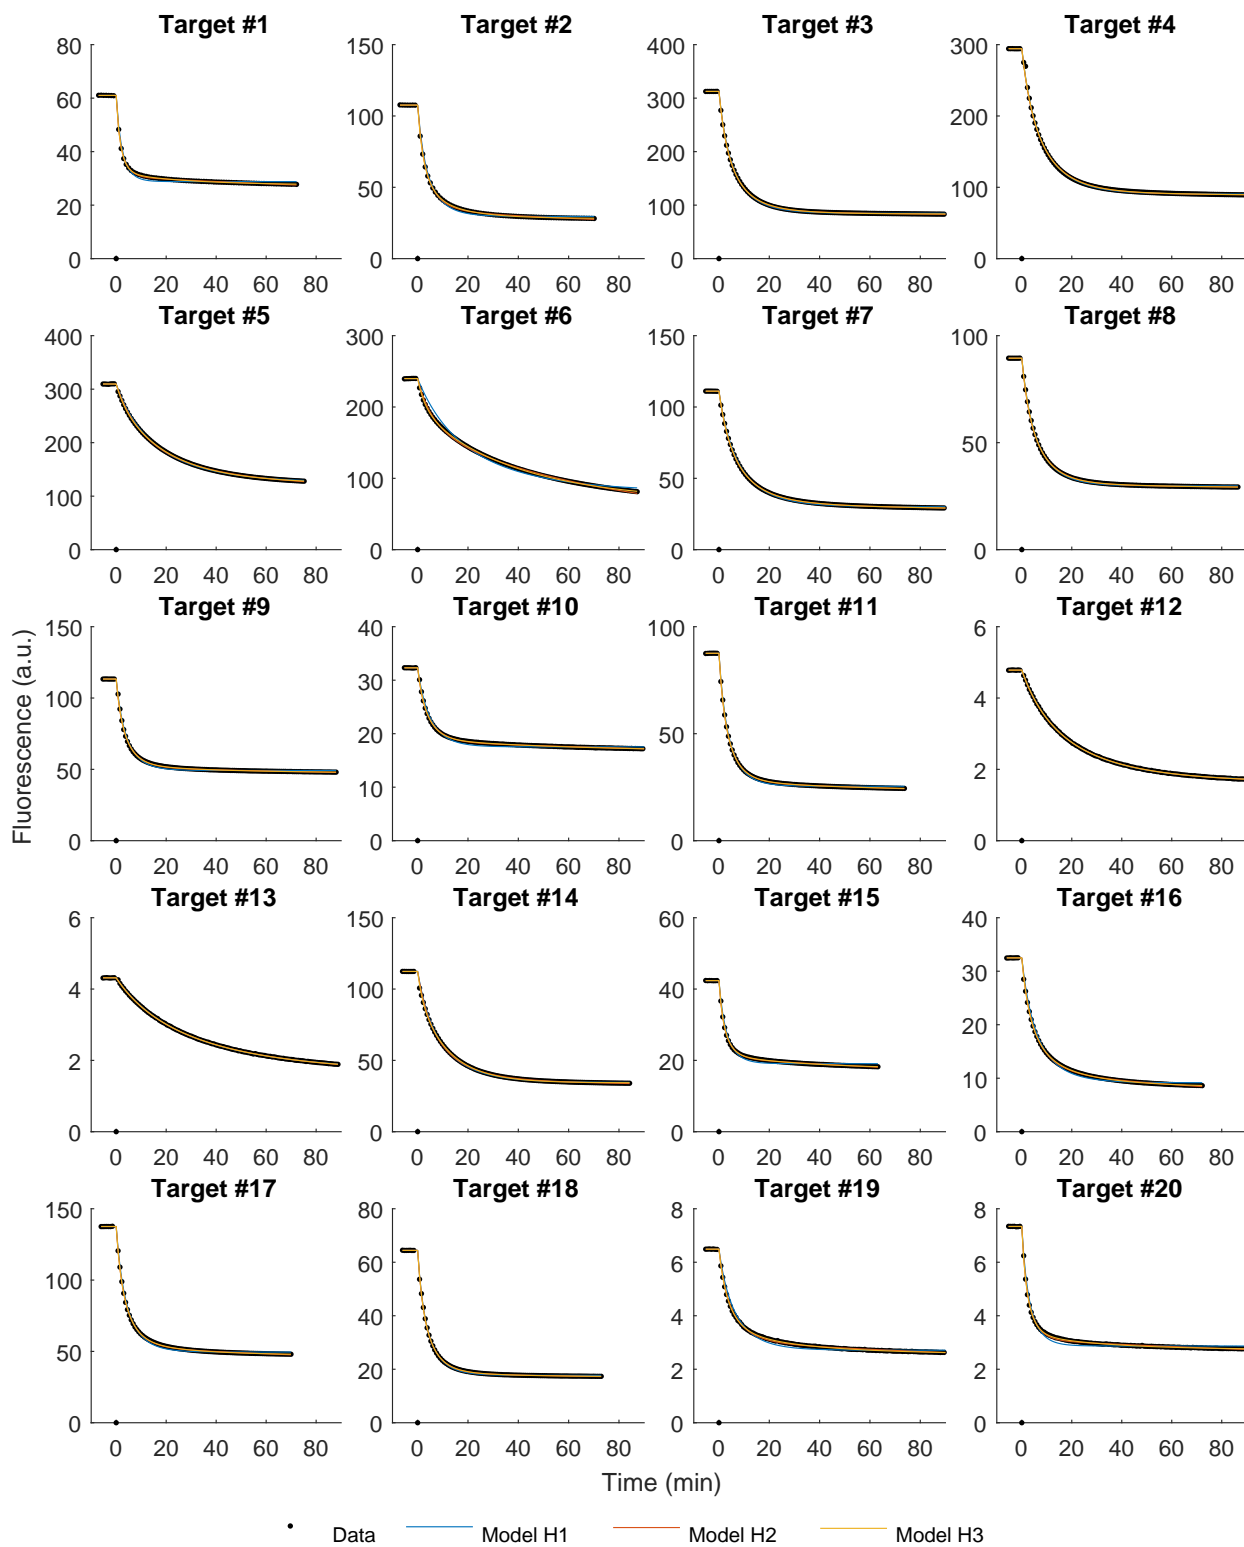 Target #1 Target #2 Target #3 Target #4
80 150 400 300
60 100 300 200
40 50 200 100
20 0 100 0
0 0
0 20 40 60 80 0 20 40 60 80 0 20 40 60 80 0 20 40 60 80
Target #5 Target #6 Target #7 Target #8
400 300 150 100
300 200 100 50
200 100 50 0
100 0 0
0
0 20 40 60 80 0 20 40 60 80 0 20 40 60 80 0 20 40 60 80
Target #9 Target #10 Target #11 Target #12
150 40 100 6
100 30 50 4
50 20 0 2
0 10 0
0
0 20 40 60 80 0 20 40 60 80 0 20 40 60 80 0 20 40 60 80
Target #13 Target #14 Target #15 Target #16
6 150 60 40
4 100 40 30
2 50 20 20
0 0 0 10
0
0 20 40 60 80 0 20 40 60 80 0 20 40 60 80 0 20 40 60 80
Target #17 Target #18 Target #19 Target #20
150 80 8 8
100 60 6 6
50 40 4 4
0 20 2 2
0 0 0
0 20 40 60 80 0 20 40 60 80 0 20 40 60 80 0 20 40 60 80
Fluorescence (a.u.)
Time (min)
Data Model H1 Model H2 Model H3